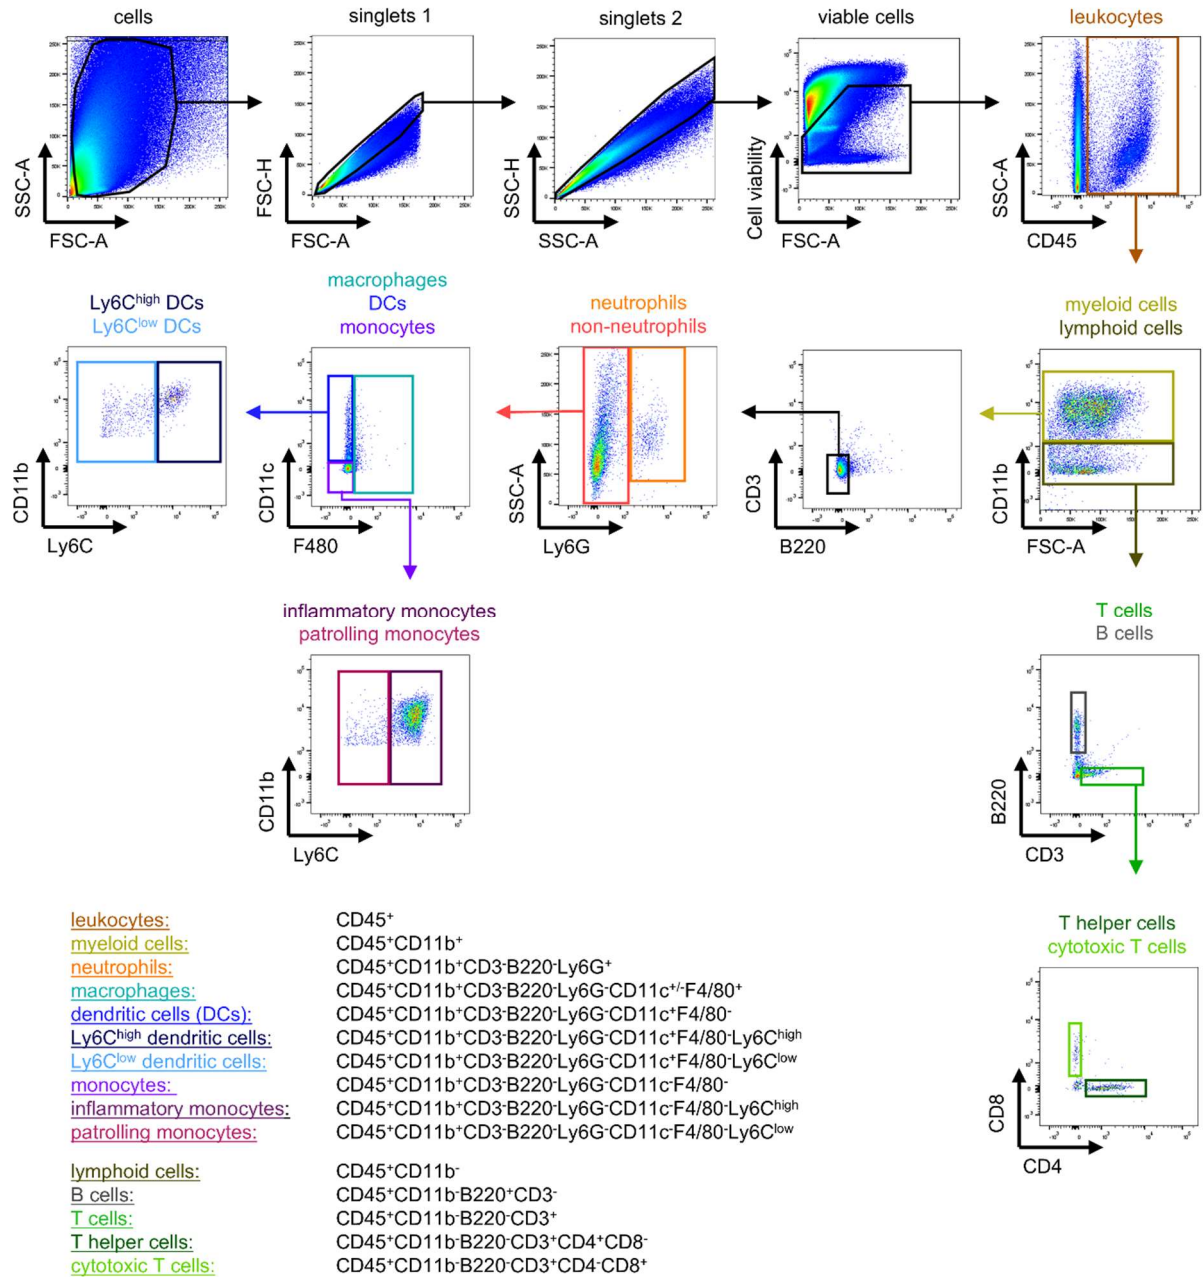 cells
singlets 1
singlets 2
viable cells
leukocytes
SSC-A
FSC-A
FSC-H
FSC-A
SSC-H
SSC-A
Cell viability
FSC-A
SSC-A
CD45
Ly6Chigh DCs
Ly6Clow DCs
macrophages
DCs
monocytes
neutrophils
non-neutrophils
myeloid cells
lymphoid cells
CD11b
Ly6C
CD11c
F480
SSC-A
Ly6G
CD3
B220
CD11b
FSC-A
inflammatory monocytes
patrolling monocytes
CD11b
Ly6C
T cells
B cells
B220
CD3
T helper cells
cytotoxic T cells
CD8
CD4
leukocytes: CD45+
myeloid cells: CD45+CD11b+
neutrophils: CD45+CD11b+CD3-B220-Ly6G+
macrophages: CD45+CD11b+CD3-B220-Ly6G-CD11c+/-F4/80+
dendritic cells (DCs): CD45+CD11b+CD3-B220-Ly6G-CD11c+F4/80-
Ly6Chigh dendritic cells: CD45+CD11b+CD3-B220-Ly6G-CD11c+F4/80-Ly6Chigh
Ly6Clow dendritic cells: CD45+CD11b+CD3-B220-Ly6G-CD11c+F4/80-Ly6Clow
monocytes: CD45+CD11b+CD3-B220-Ly6G-CD11c-F4/80-
inflammatory monocytes: CD45+CD11b+CD3-B220-Ly6G-CD11c-F4/80-Ly6Chigh
patrolling monocytes: CD45+CD11b+CD3-B220-Ly6G-CD11c-F4/80-Ly6Clow
lymphoid cells: CD45+CD11b-
B cells: CD45+CD11b-B220+CD3-
T cells: CD45+CD11b-B220-CD3+
T helper cells: CD45+CD11b-B220-CD3+CD4+CD8-
cytotoxic T cells: CD45+CD11b-B220-CD3+CD4-CD8+